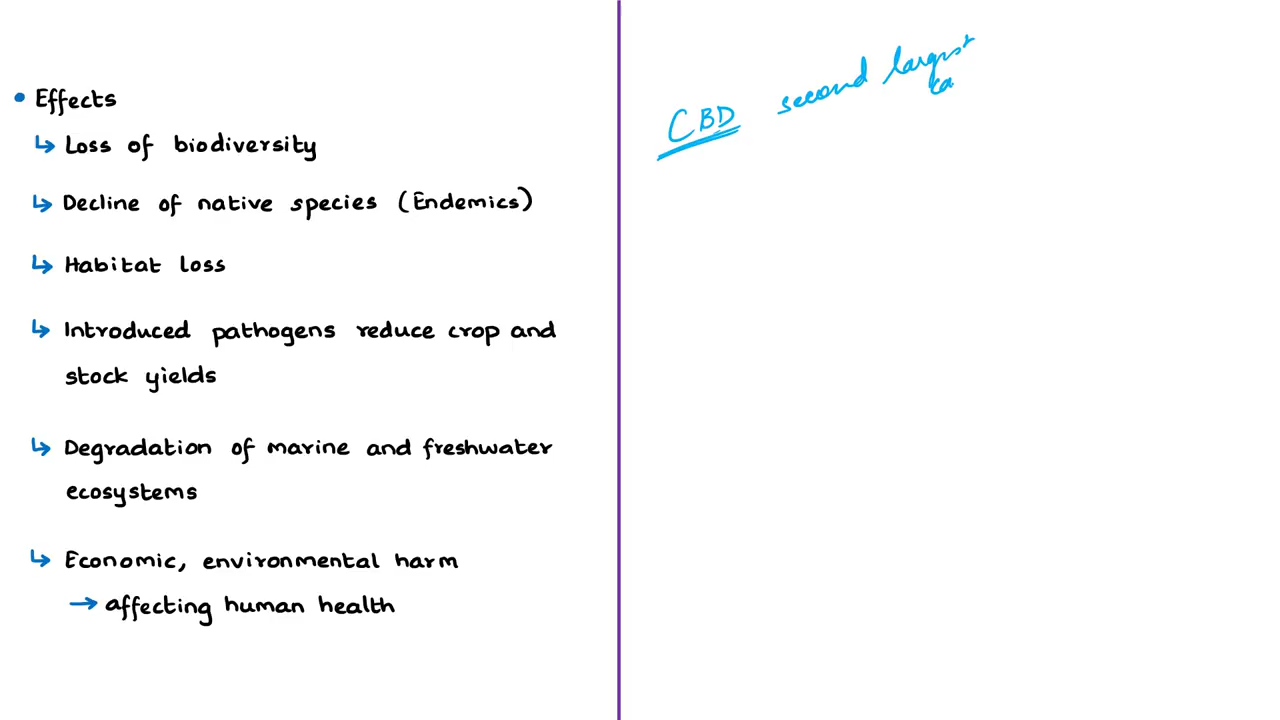 • Effects
↳ Loss of biodiversity
↳ Decline of native species (Endemics)
↳ Habitat loss
↳ Introduced pathogens reduce crop and
stock yields
↳ Degradation of marine and freshwater
ecosystems
↳ Economic, environmental harm
→ affecting human health
CBD second largest
ca